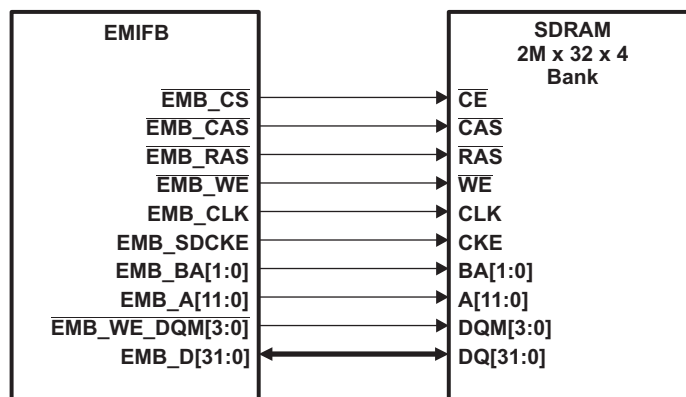 EMIFB
EMB_CS
EMB_CAS
EMB_RAS
EMB_WE
EMB_CLK
EMB_SDCKE
EMB_BA[1:0]
EMB_A[11:0]
EMB_WE_DQM[3:0]
EMB_D[31:0]
SDRAM
2M x 32 x 4
Bank
CE
CAS
RAS
WE
CLK
CKE
BA[1:0]
A[11:0]
DQM[3:0]
DQ[31:0]